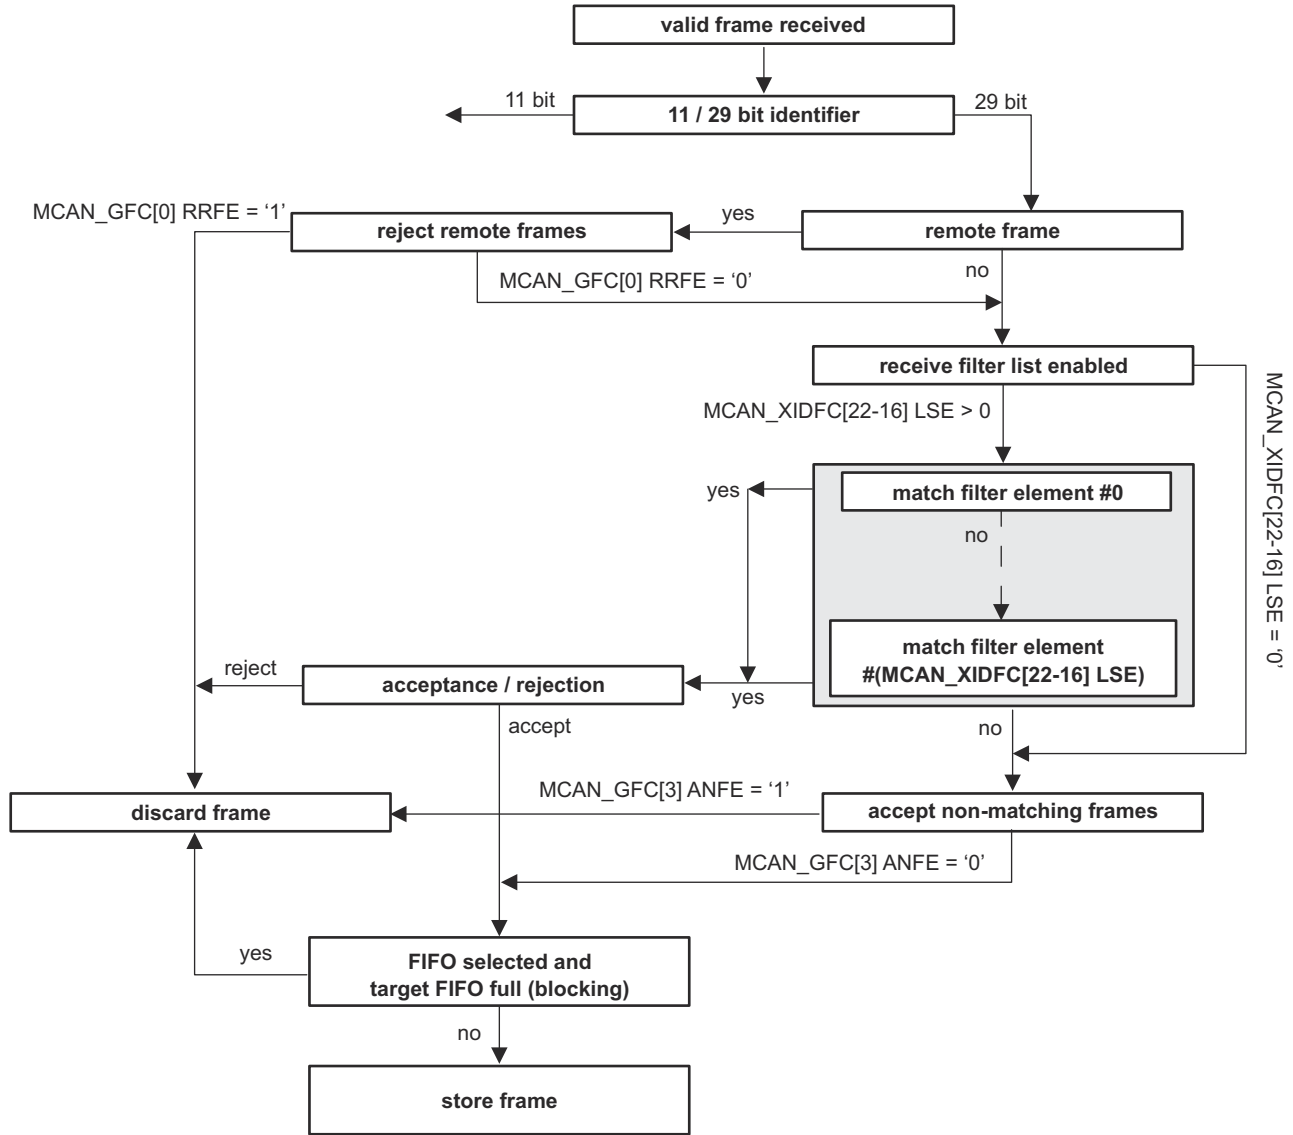 valid frame received
11 bit
11 / 29 bit identifier
29 bit
MCAN_GFC[0] RRFE = ‘1’
reject remote frames
yes
remote frame
MCAN_GFC[0] RRFE = ‘0’
no
receive filter list enabled
MCAN_XIDFC[22-16] LSE > 0
MCAN_XIDFC[22-16] LSE = ‘0’
yes
match filter element #0
no
match filter element
#(MCAN_XIDFC[22-16] LSE)
reject
acceptance / rejection
yes
accept
no
MCAN_GFC[3] ANFE = ‘1’
discard frame
accept non-matching frames
MCAN_GFC[3] ANFE = ‘0’
yes
FIFO selected and
target FIFO full (blocking)
no
store frame